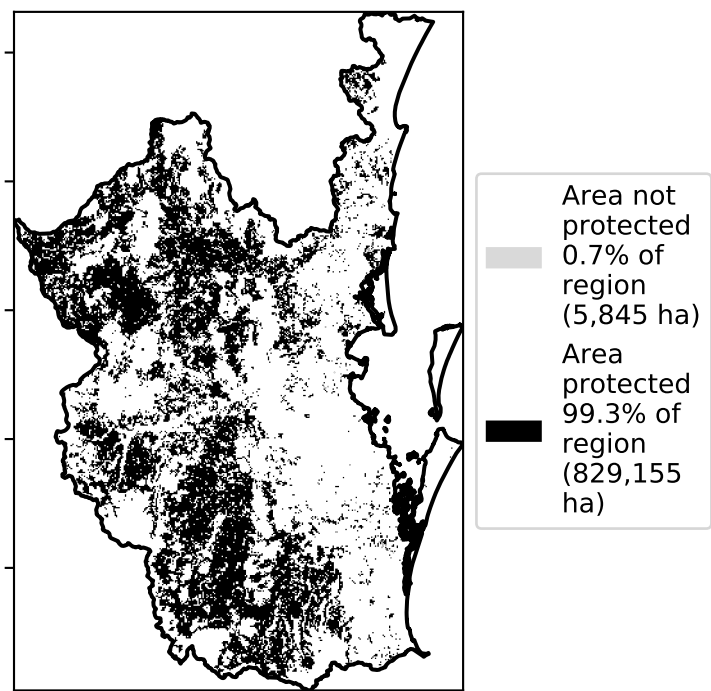 Area not
protected
0.7% of
region
(5,845 ha)
Area
protected
99.3% of
region
(829,155
ha)